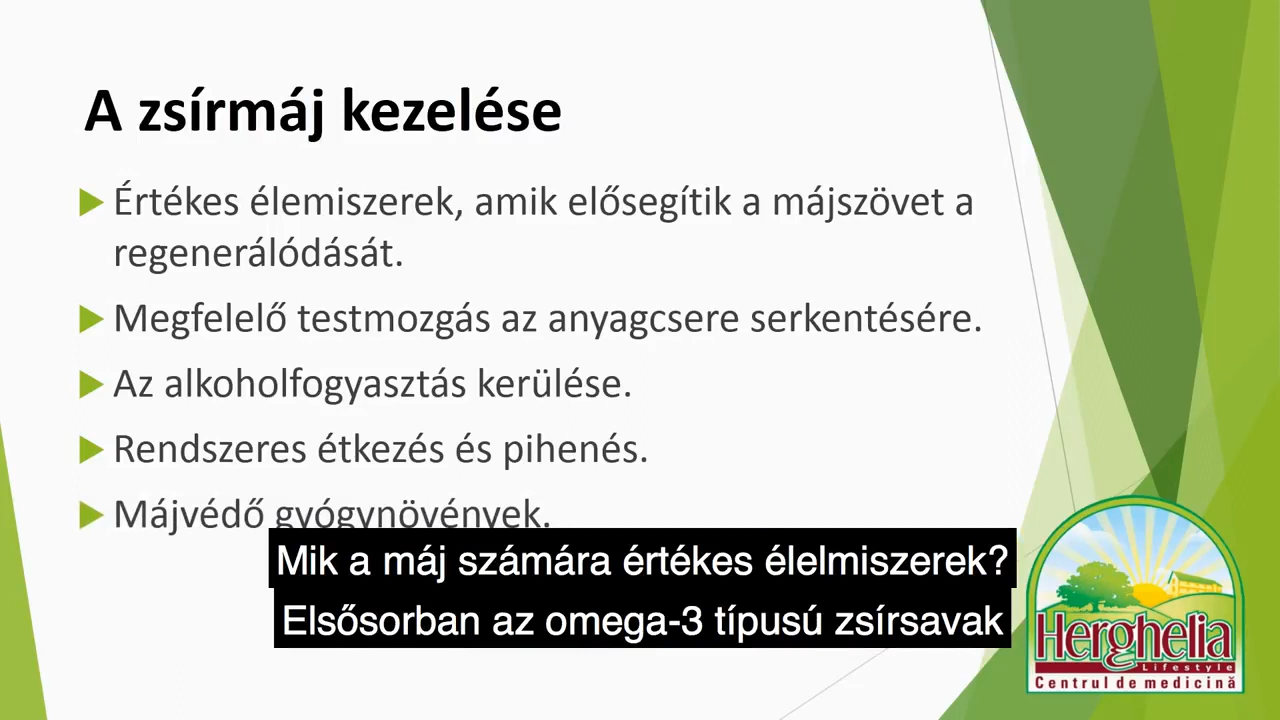 A zsírmáj kezelése
Értékes élemiszerek, amik elősegítik a májszövet a
regenerálódását.
Megfelelő testmozgás az anyagcsere serkentésére.
Az alkoholfogyasztás kerülése.
Rendszeres étkezés és pihenés.
Májvédő gyógynövények.
Mik a máj számára értékes élelmiszerek?
Elsősorban az omega-3 típusú zsírsavak
Herghelia
Lifestyle
Centrul de medicină